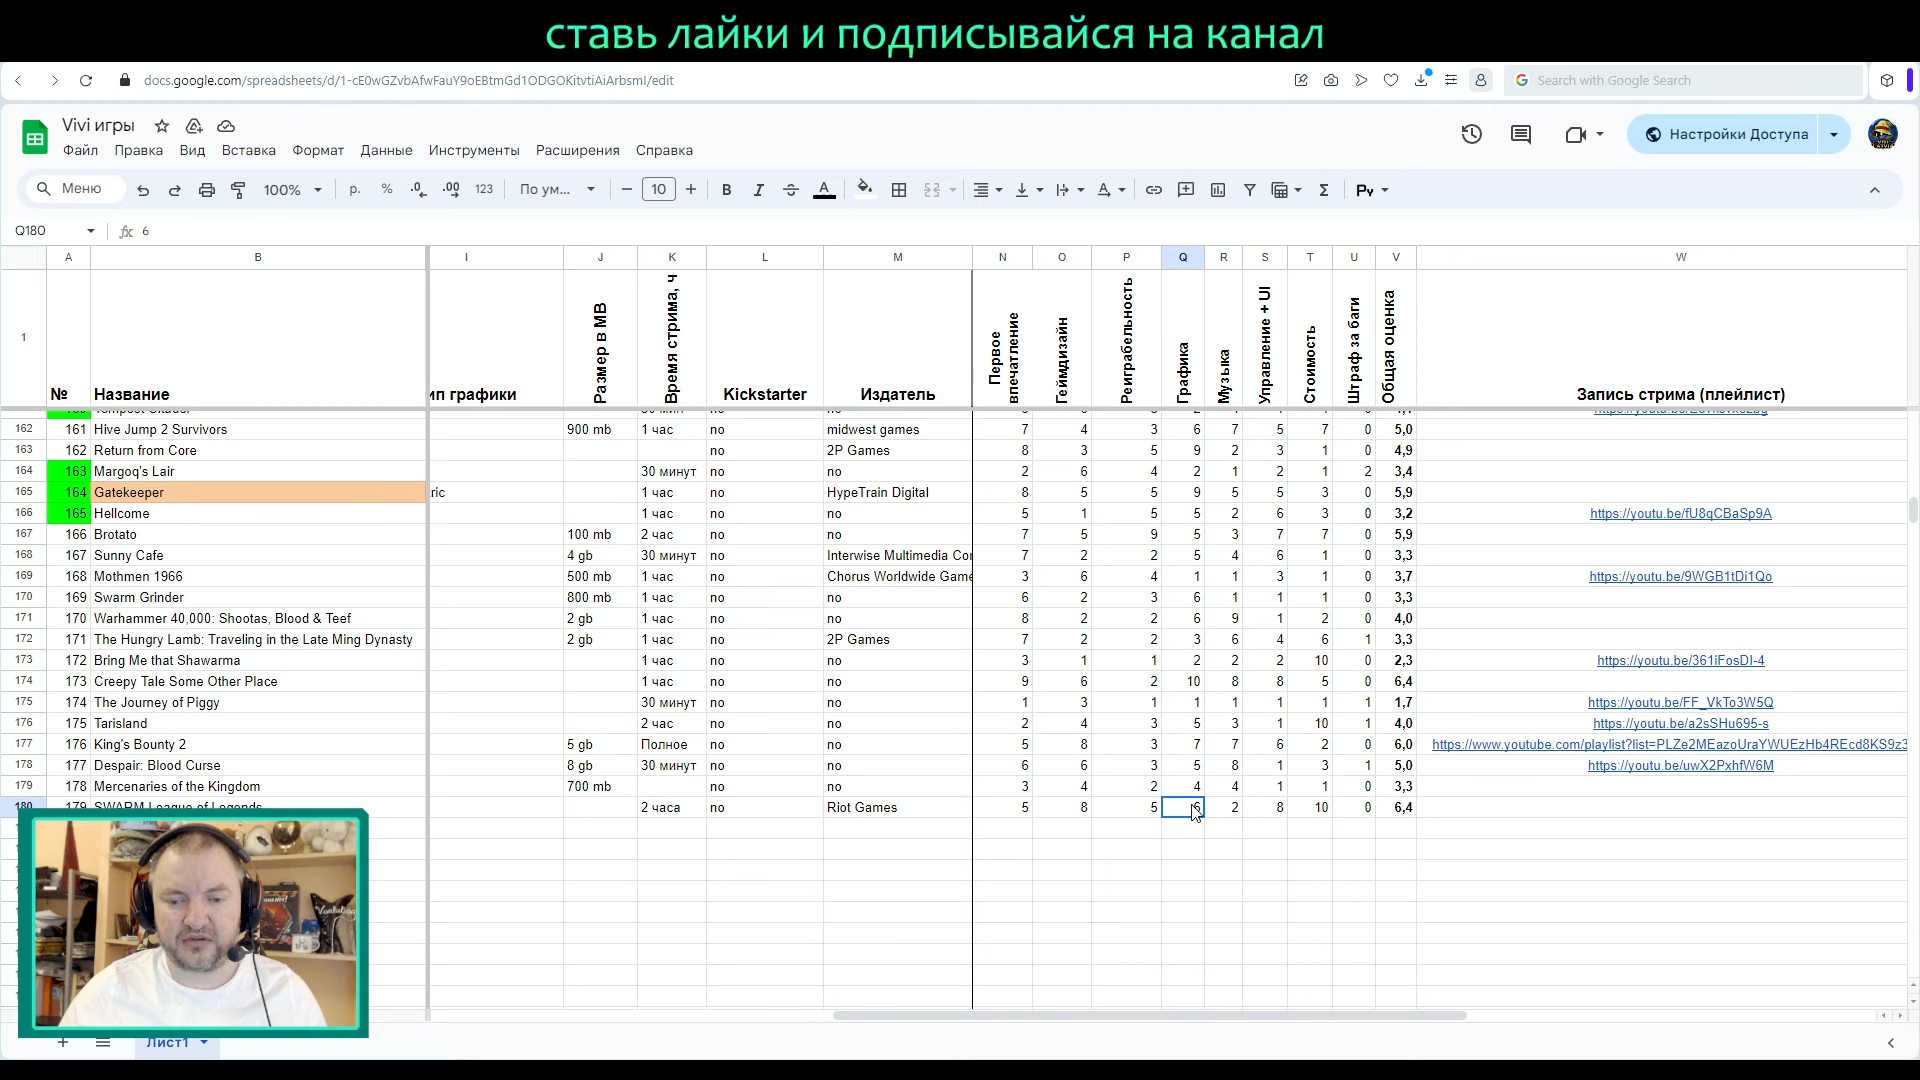 ставь лайки и подписывайся на канал
docs.google.com/spreadsheets/d/1-cE0wGZvbAfwFauY9oEBtmGd1ODGOKitvtiAiArbsmI/edit
Search with Google Search
Vivi игры
Файл Правка Вид Вставка Формат Данные Инструменты Расширения Справка
Настройки Доступа
Меню 100% р. % .0 .00 123 По ум... 10 B I A Σ
Q180 fx 6
A B I J K L M N O P Q R S T U V W
1 № Название ип графики Размер в MB Время стрима, ч Kickstarter Издатель Первое впечатление Геймдизайн Реиграбельность Графика Музыка Управление + UI Стоимость Штраф за баги Общая оценка Запись стрима (плейлист)
162 161 Hive Jump 2 Survivors 900 mb 1 час no midwest games 7 4 3 6 7 5 7 0 5,0
163 162 Return from Core no 2P Games 8 3 5 9 2 3 1 0 4,9
164 163 Margoq's Lair 30 минут no no 2 6 4 2 1 2 1 2 3,4
165 164 Gatekeeper ric 1 час no HypeTrain Digital 8 5 5 9 5 5 3 0 5,9
166 165 Hellcome 1 час no no 5 1 5 5 2 6 3 0 3,2 https://youtu.be/fU8qCBaSp9A
167 166 Brotato 100 mb 2 час no no 7 5 9 5 3 7 7 0 5,9
168 167 Sunny Cafe 4 gb 30 минут no Interwise Multimedia Cor 7 2 2 5 4 6 1 0 3,3
169 168 Mothmen 1966 500 mb 1 час no Chorus Worldwide Game 3 6 4 1 1 3 1 0 3,7 https://youtu.be/9WGB1tDi1Qo
170 169 Swarm Grinder 800 mb 1 час no no 6 2 3 6 1 1 1 0 3,3
171 170 Warhammer 40,000: Shootas, Blood & Teef 2 gb 1 час no no 8 2 2 6 9 1 2 0 4,0
172 171 The Hungry Lamb: Traveling in the Late Ming Dynasty 2 gb 1 час no 2P Games 7 2 2 3 6 4 6 1 3,3
173 172 Bring Me that Shawarma 1 час no no 3 1 1 2 2 2 10 0 2,3 https://youtu.be/361iFosDI-4
174 173 Creepy Tale Some Other Place 1 час no no 9 6 2 10 8 8 5 0 6,4
175 174 The Journey of Piggy 30 минут no no 1 3 1 1 1 1 1 1 1,7 https://youtu.be/FF_VkTo3W5Q
176 175 Tarisland 2 час no no 2 4 3 5 3 1 10 1 4,0 https://youtu.be/a2sSHu695-s
177 176 King's Bounty 2 5 gb Полное no no 5 8 3 7 7 6 2 0 6,0 https://www.youtube.com/playlist?list=PLZe2MEazoUraYWUEzHb4REcd8KS9z3
178 177 Despair: Blood Curse 8 gb 30 минут no no 6 6 3 5 8 1 3 1 5,0 https://youtu.be/uwX2PxhfW6M
179 178 Mercenaries of the Kingdom 700 mb no no 3 4 2 4 4 1 1 0 3,3
180 179 SWARM League of Legends 2 часа no Riot Games 5 8 5 6 2 8 10 0 6,4
Лист1